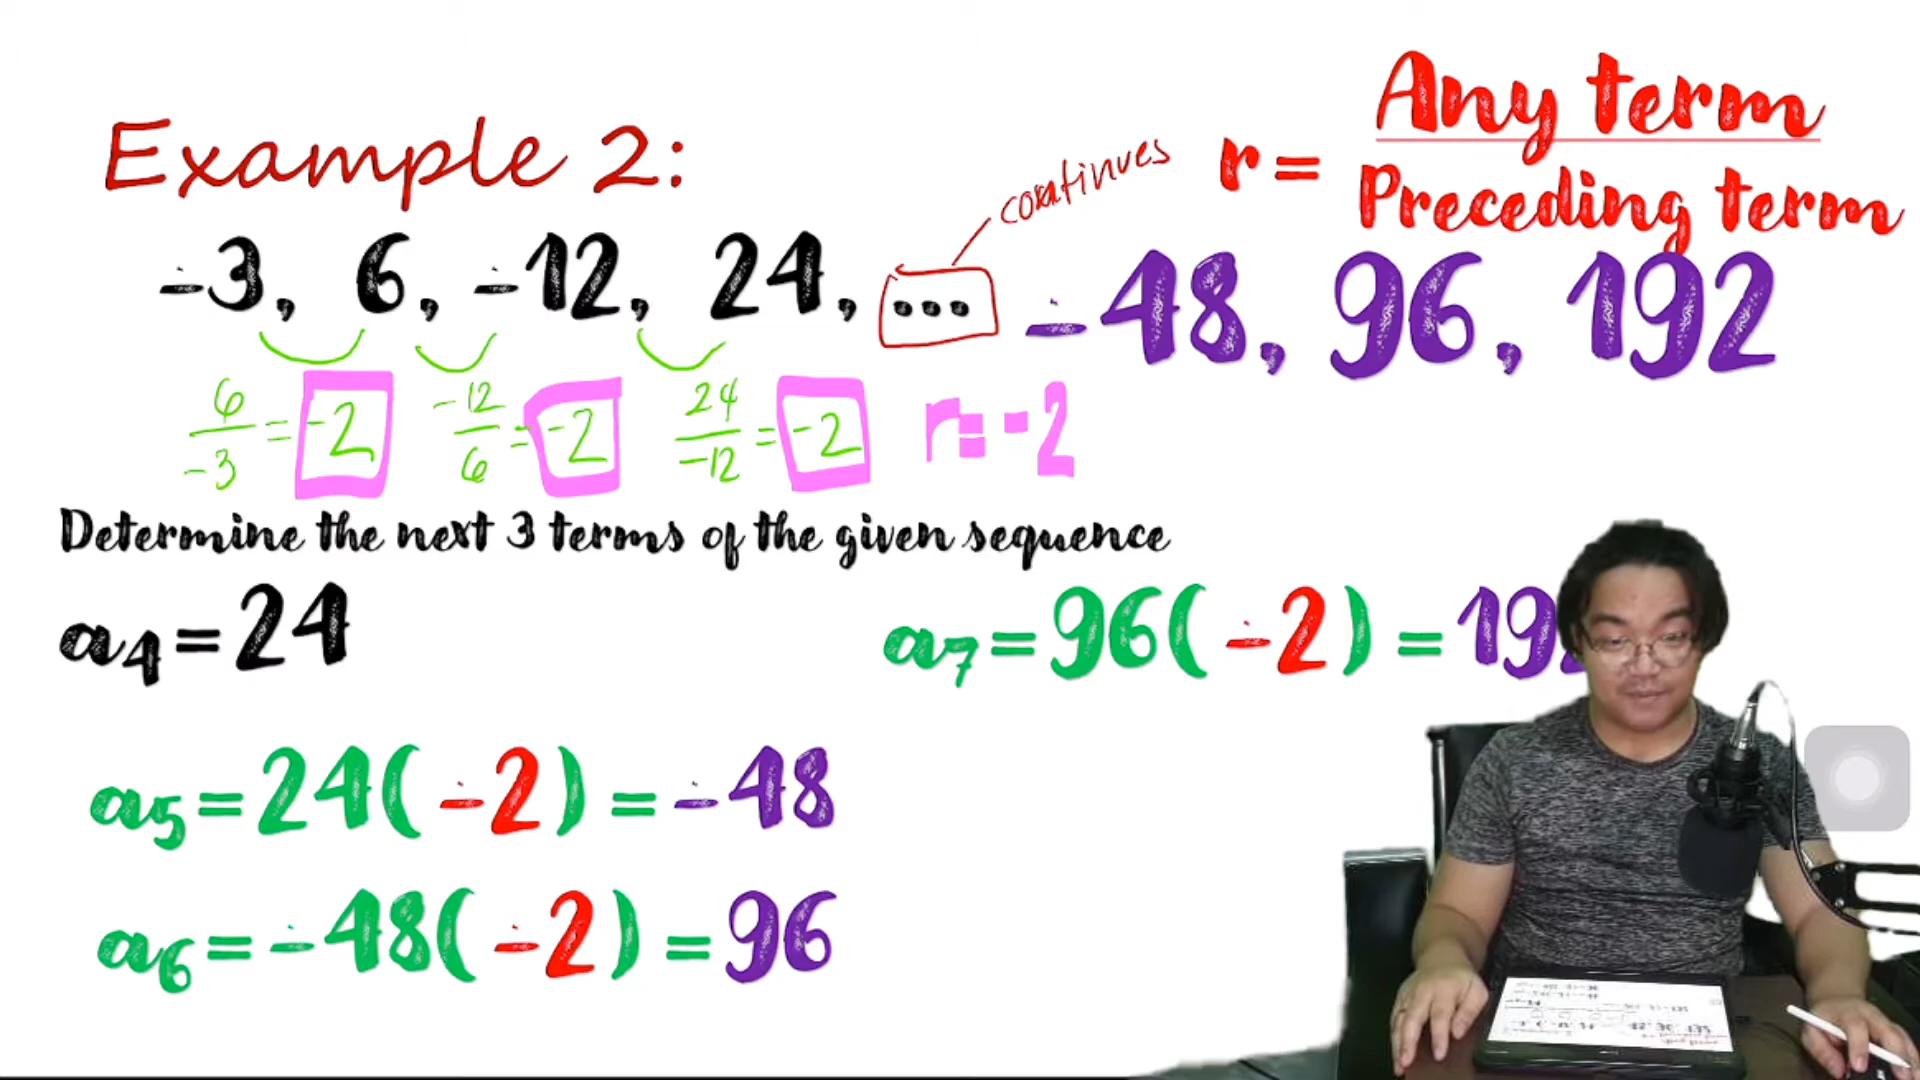 Example 2:
continues
r = Any term
Preceding term
-3, 6, -12, 24, ... -48, 96, 192
6/-3 = -2 -12/6 = -2 24/-12 = -2 r = -2
Determine the next 3 terms of the given sequence
a4 = 24
a7 = 96( -2 ) = 19
a5 = 24( -2 ) = -48
a6 = -48( -2 ) = 96